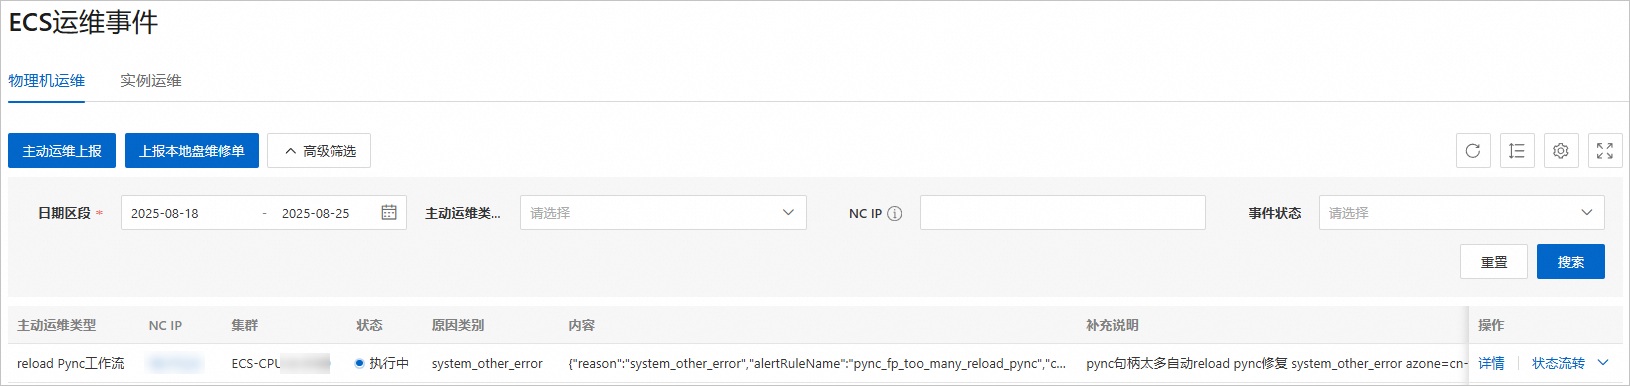 ECS运维事件
物理机运维 实例运维
主动运维上报 上报本地盘维修单 高级筛选
日期区段 * 2025-08-18 - 2025-08-25 主动运维类... 请选择 NC IP 事件状态 请选择
重置 搜索
主动运维类型 NC IP 集群 状态 原因类别 内容 补充说明 操作
reload Pync工作流 ECS-CPU 执行中 system_other_error {"reason":"system_other_error","alertRuleName":"pync_fp_too_many_reload_pync","c... pync句柄太多自动reload pync修复 system_other_error azone=cn- 详情 状态流转